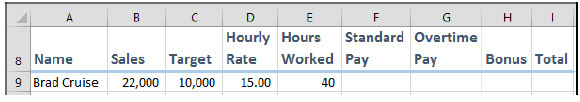 A B C D E F G H I
Hourly Hours Standard Overtime
8 Name Sales Target Rate Worked Pay Pay Bonus Total
9 Brad Cruise 22,000 10,000 15.00 40